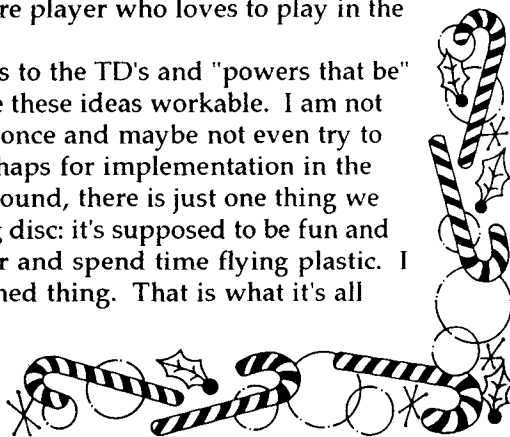 re player who loves to play in the
s to the TD's and "powers that be"
e these ideas workable. I am not
once and maybe not even try to
haps for implementation in the
ound, there is just one thing we
g disc: it's supposed to be fun and
r and spend time flying plastic. I
ned thing. That is what it's all